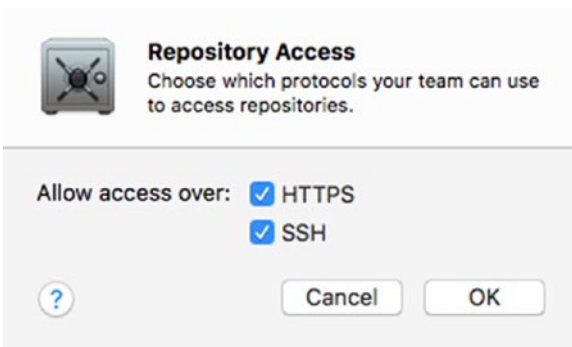 Repository Access
Choose which protocols your team can use
to access repositories.
Allow access over: HTTPS
SSH
?
Cancel
OK